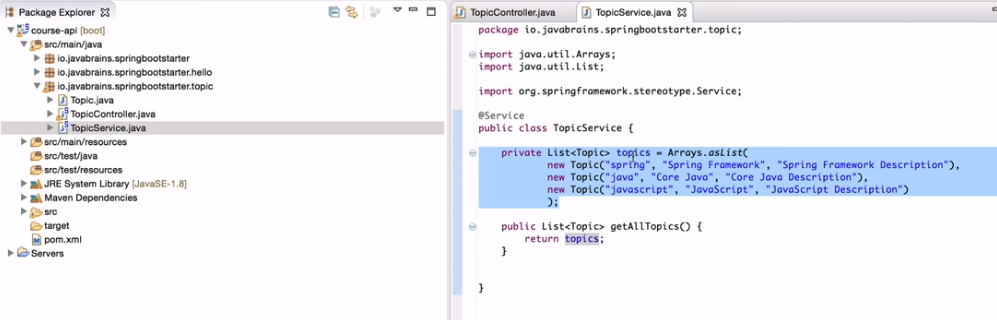 Package Explorer
course-api [boot]
src/main/java
io.javabrains.springbootstarter
io.javabrains.springbootstarter.hello
io.javabrains.springbootstarter.topic
Topic.java
TopicController.java
TopicService.java
src/main/resources
src/test/java
src/test/resources
JRE System Library [JavaSE-1.8]
Maven Dependencies
src
target
pom.xml
Servers
TopicController.java
TopicService.java
package io.javabrains.springbootstarter.topic;
import java.util.Arrays;
import java.util.List;
import org.springframework.stereotype.Service;
@Service
public class TopicService {
private List<Topic> topics = Arrays.asList(
new Topic("spring", "Spring Framework", "Spring Framework Description"),
new Topic("java", "Core Java", "Core Java Description"),
new Topic("javascript", "JavaScript", "JavaScript Description")
);
public List<Topic> getAllTopics() {
return topics;
}
}